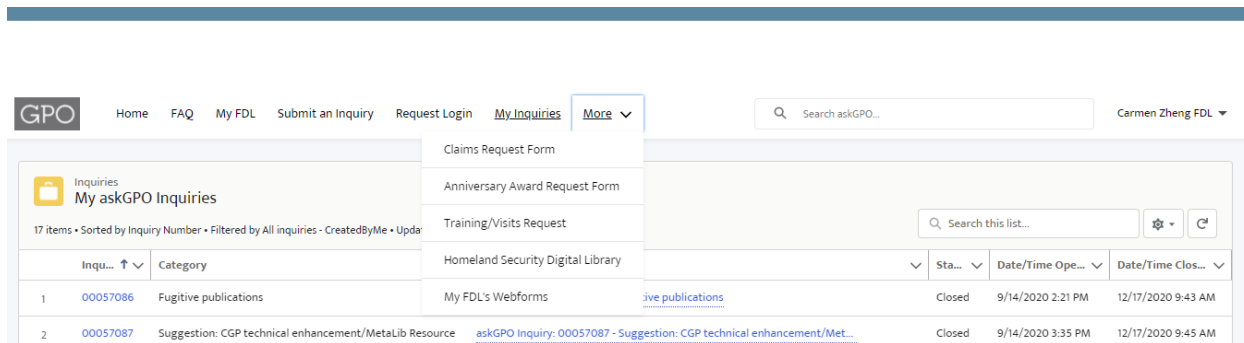 GPO Home FAQ My FDL Submit an Inquiry Request Login My Inquiries More Search askGPO... Carmen Zheng FDL
Claims Request Form
Anniversary Award Request Form
Training/Visits Request
Homeland Security Digital Library
My FDL's Webforms
Inquiries
My askGPO Inquiries
17 items • Sorted by Inquiry Number • Filtered by All inquiries - CreatedByMe •
Search this list...
Inqu... Category Sta... Date/Time Ope... Date/Time Clos...
1 00057086 Fugitive publications publications Closed 9/14/2020 2:21 PM 12/17/2020 9:43 AM
2 00057087 Suggestion: CGP technical enhancement/MetaLib Resource askGPO Inquiry: 00057087 - Suggestion: CGP technical enhancement/Met... Closed 9/14/2020 3:35 PM 12/17/2020 9:45 AM